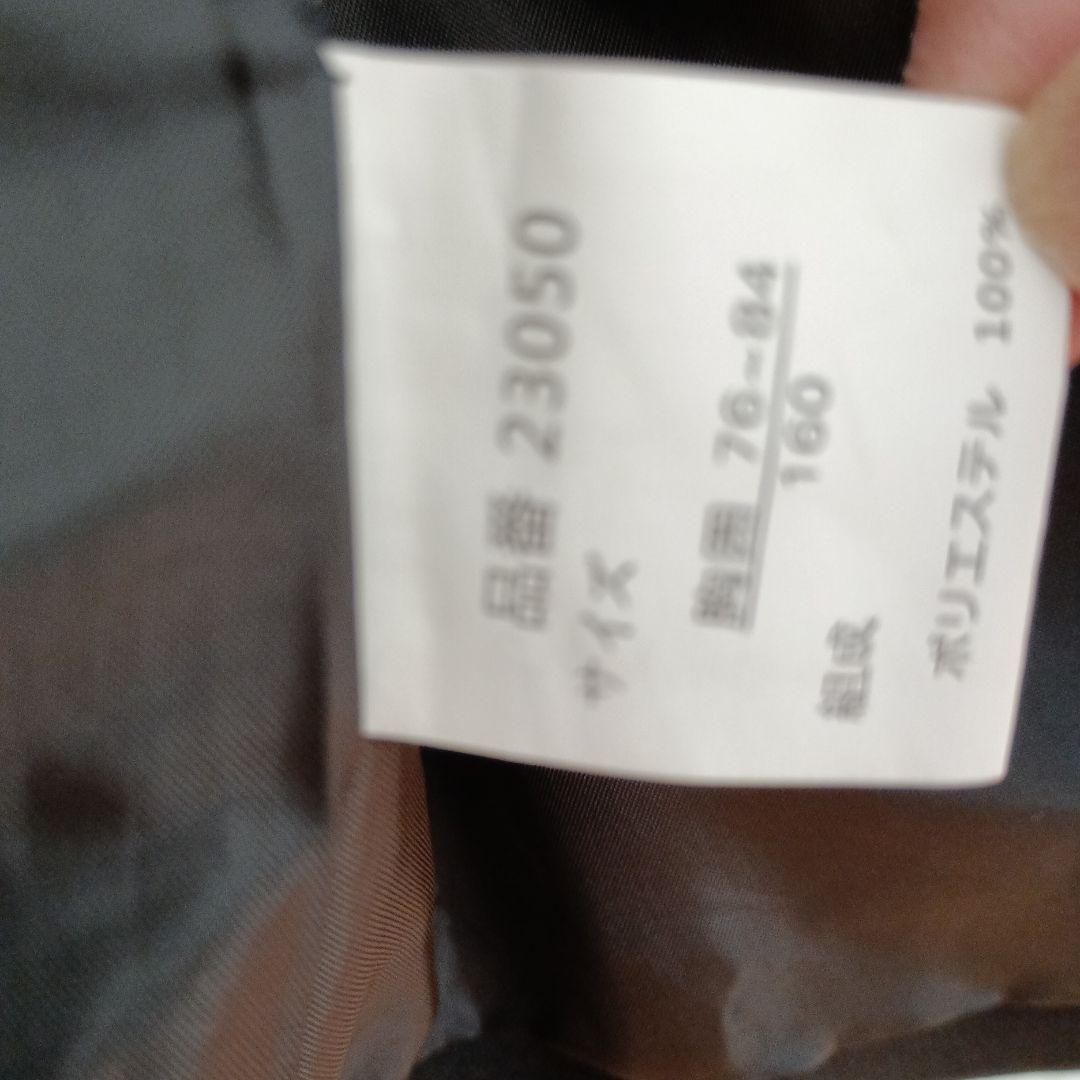 品番 23050
サイズ
胸囲 76-84
160
組成
ポリエステル 100%